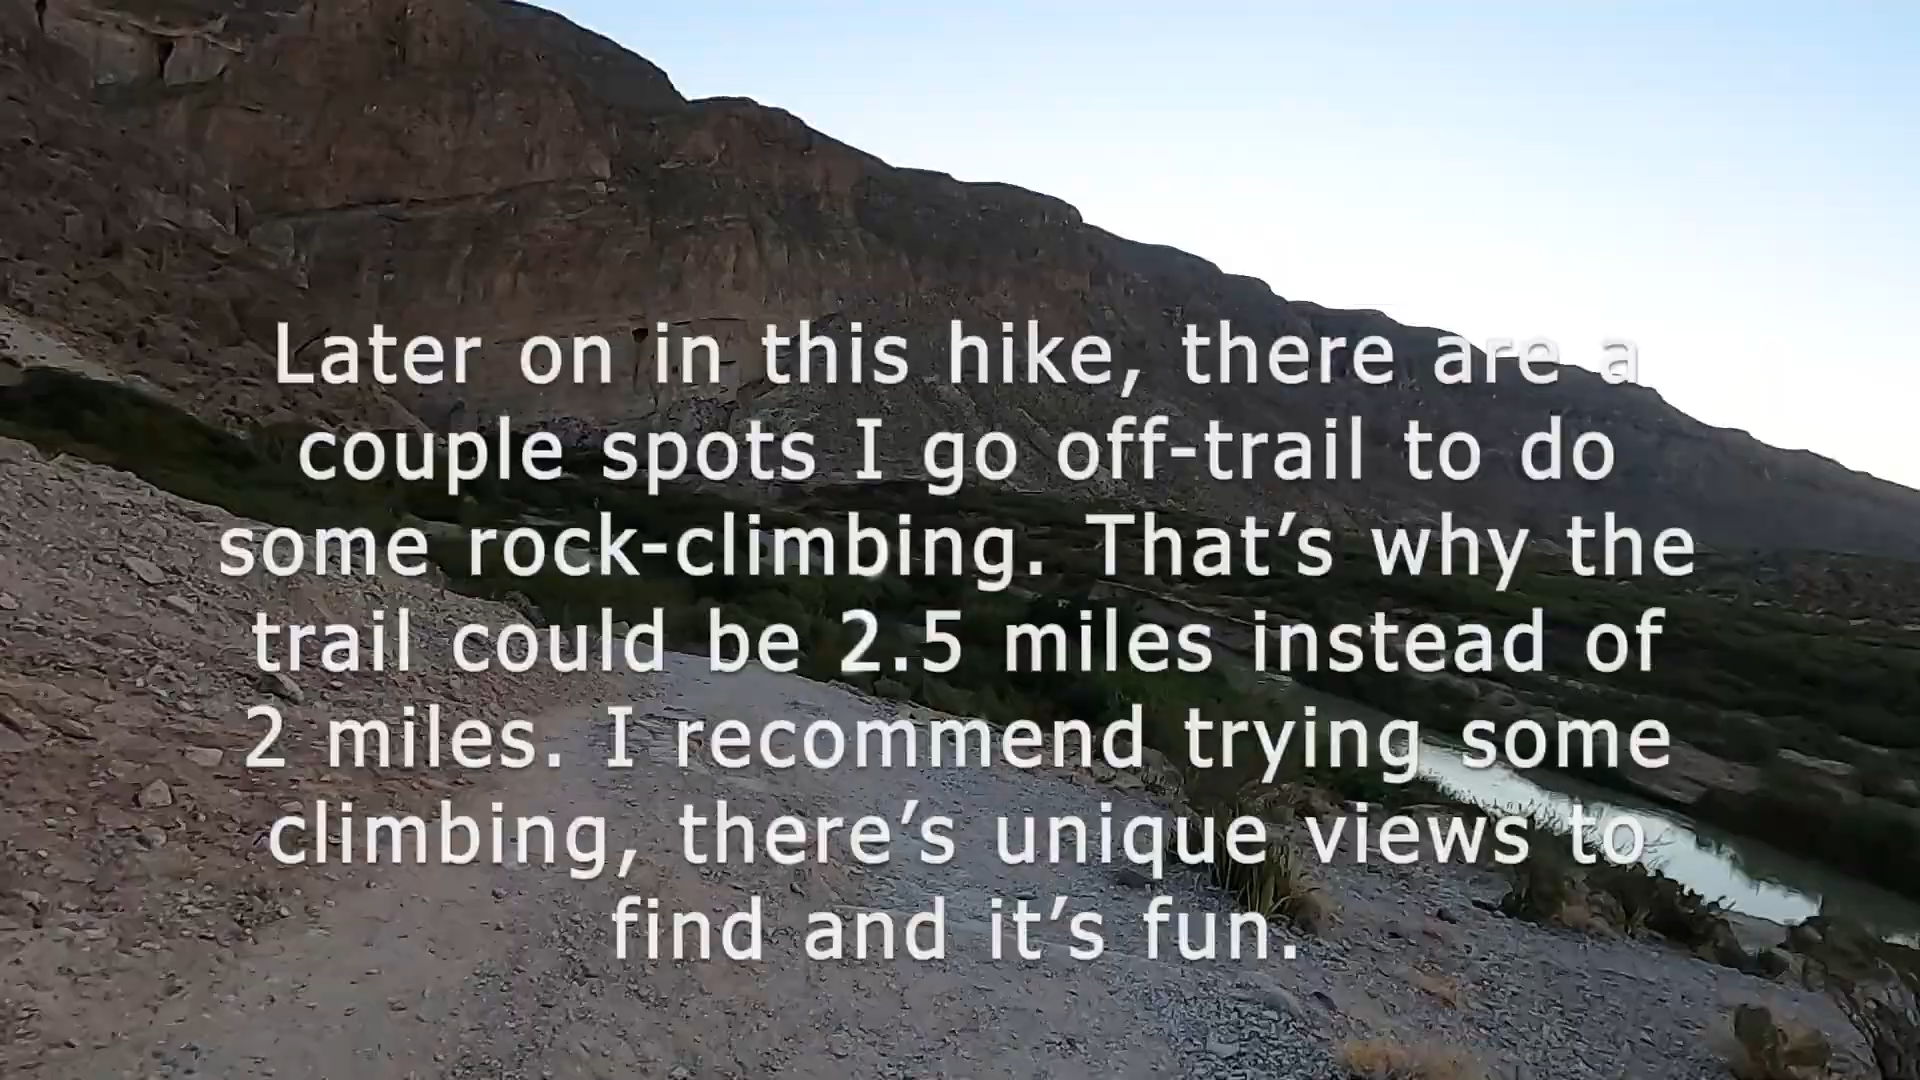 Later on in this hike, there are a
couple spots I go off-trail to do
some rock-climbing. That’s why the
trail could be 2.5 miles instead of
2 miles. I recommend trying some
climbing, there’s unique views to
find and it’s fun.